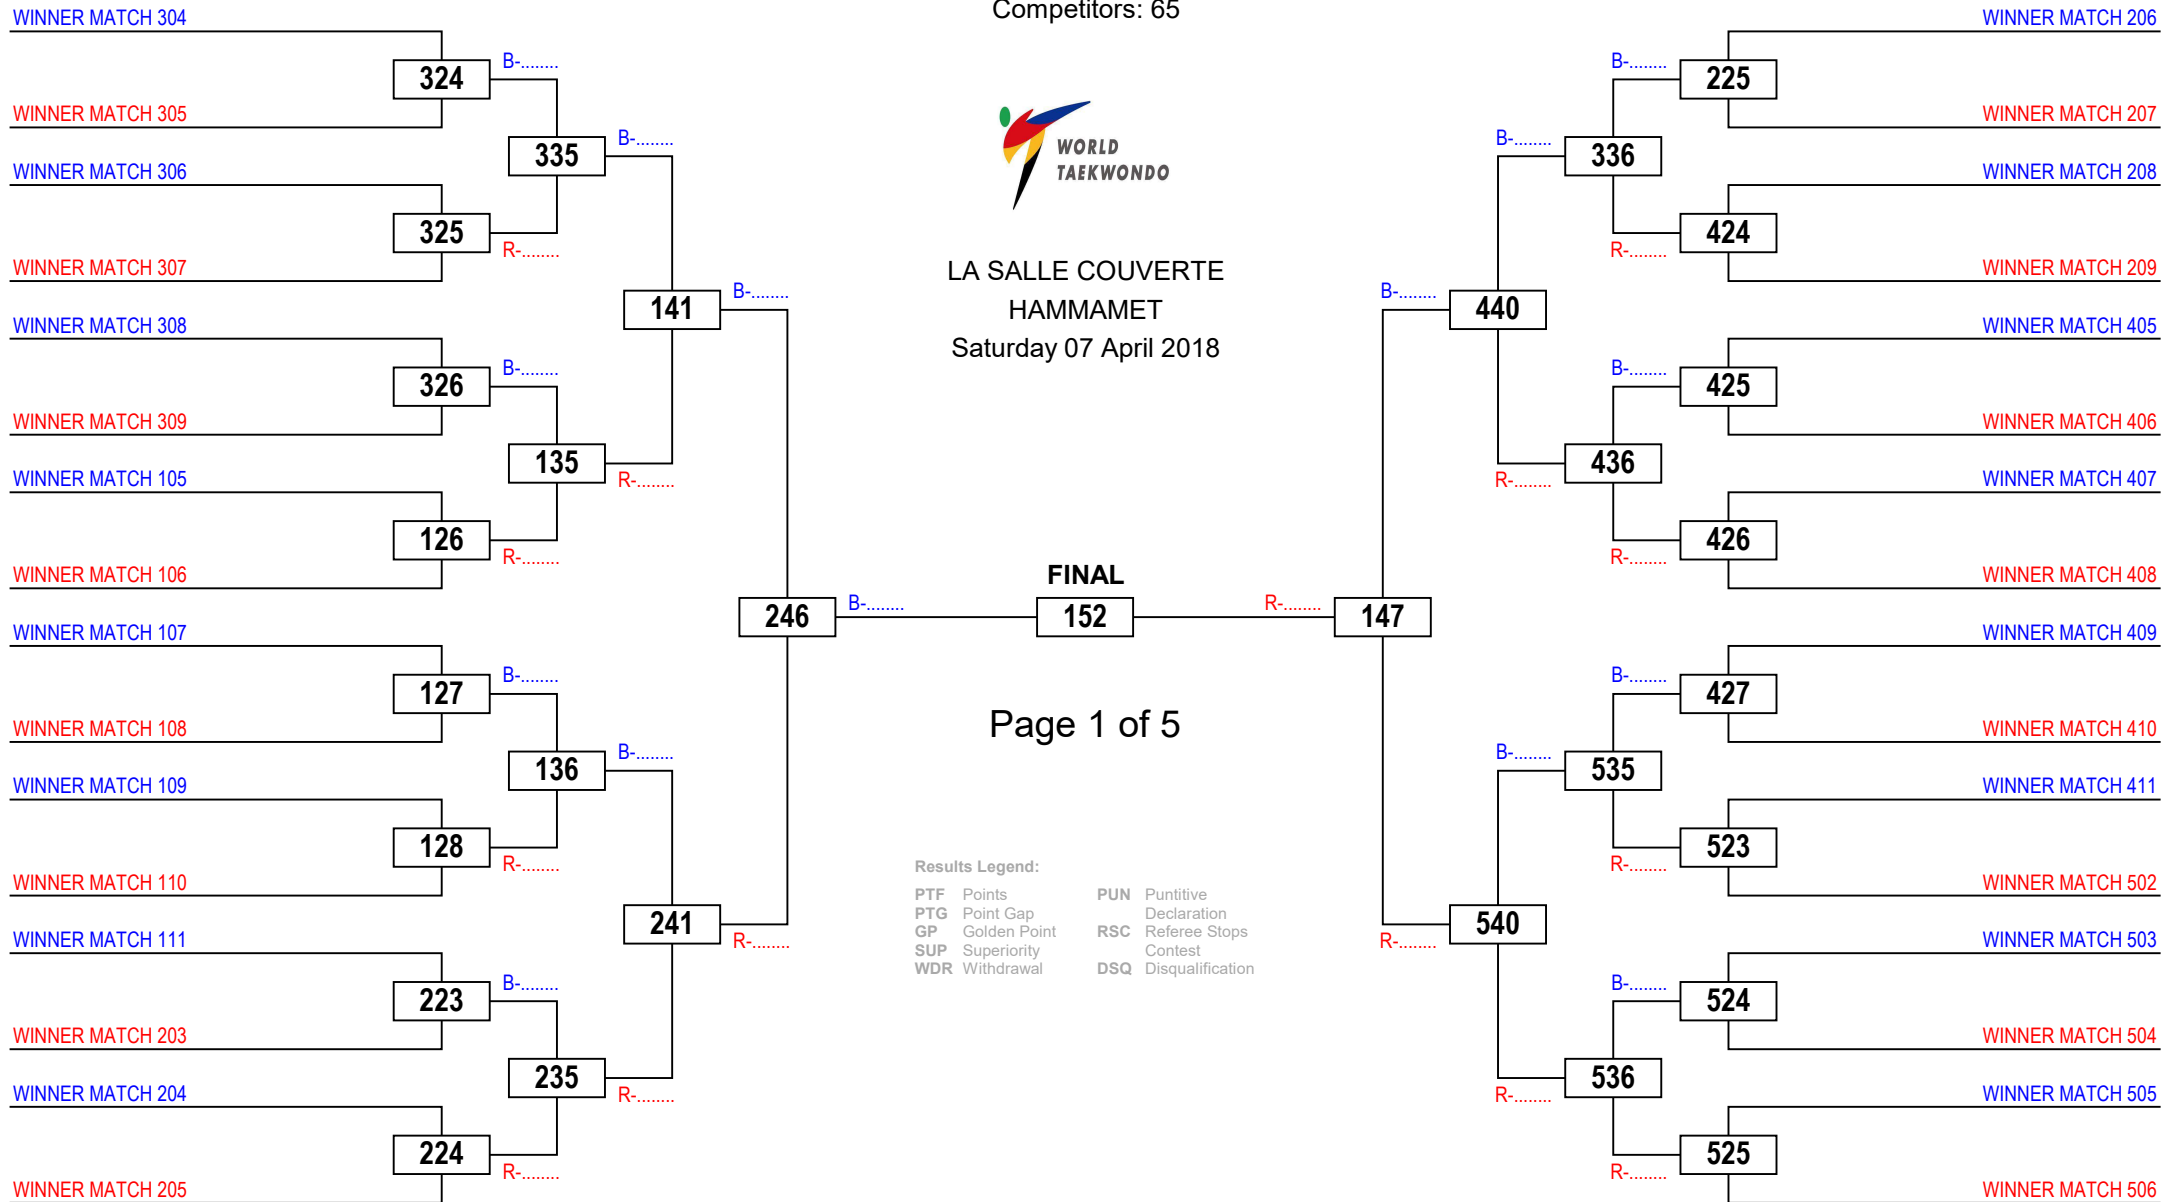 Competitors: 65
WORLD
TAEKWONDO
LA SALLE COUVERTE
HAMMAMET
Saturday 07 April 2018
WINNER MATCH 304
324
B-........
WINNER MATCH 305
335
B-........
WINNER MATCH 306
325
R-........
WINNER MATCH 307
141
B-........
WINNER MATCH 308
326
B-........
WINNER MATCH 309
135
R-........
WINNER MATCH 105
126
R-........
WINNER MATCH 106
246
B-........
WINNER MATCH 107
127
B-........
WINNER MATCH 108
136
B-........
WINNER MATCH 109
128
R-........
WINNER MATCH 110
241
R-........
WINNER MATCH 111
223
B-........
WINNER MATCH 203
235
R-........
WINNER MATCH 204
224
R-........
WINNER MATCH 205
FINAL
152
Page 1 of 5
Results Legend:
PTF Points
PTG Point Gap
GP Golden Point
SUP Superiority
WDR Withdrawal
PUN Puntitive
Declaration
RSC Referee Stops
Contest
DSQ Disqualification
WINNER MATCH 206
B-........
225
WINNER MATCH 207
B-........
336
WINNER MATCH 208
R-........
424
WINNER MATCH 209
B-........
440
WINNER MATCH 405
B-........
425
WINNER MATCH 406
R-........
436
WINNER MATCH 407
R-........
426
WINNER MATCH 408
R-........
147
WINNER MATCH 409
B-........
427
WINNER MATCH 410
B-........
535
WINNER MATCH 411
R-........
523
WINNER MATCH 502
R-........
540
WINNER MATCH 503
B-........
524
WINNER MATCH 504
R-........
536
WINNER MATCH 505
R-........
525
WINNER MATCH 506